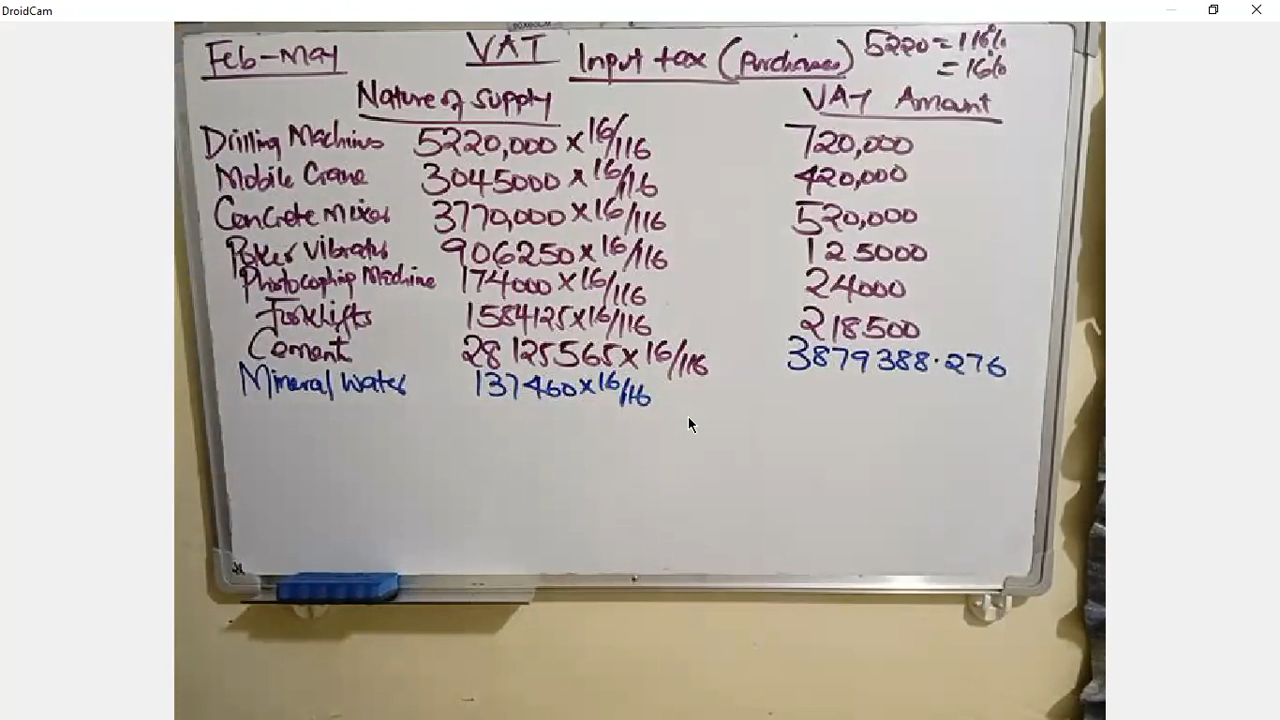 DroidCam
Feb-May VAT Input tax (Purchases) 5220 = 116%
= 16%
Nature of Supply VAT Amount
Drilling Machines 5220,000 x 16/116 720,000
Mobile Crane 3045000 x 16/116 420,000
Concrete Mixer 3770,000 x 16/116 520,000
Poker Vibrator 906250 x 16/116 125000
Photocopying Machine 174000 x 16/116 24000
Forklifts 1584125 x 16/116 218500
Cement 28125565 x 16/116 3879388.276
Mineral Water 137460 x 16/116